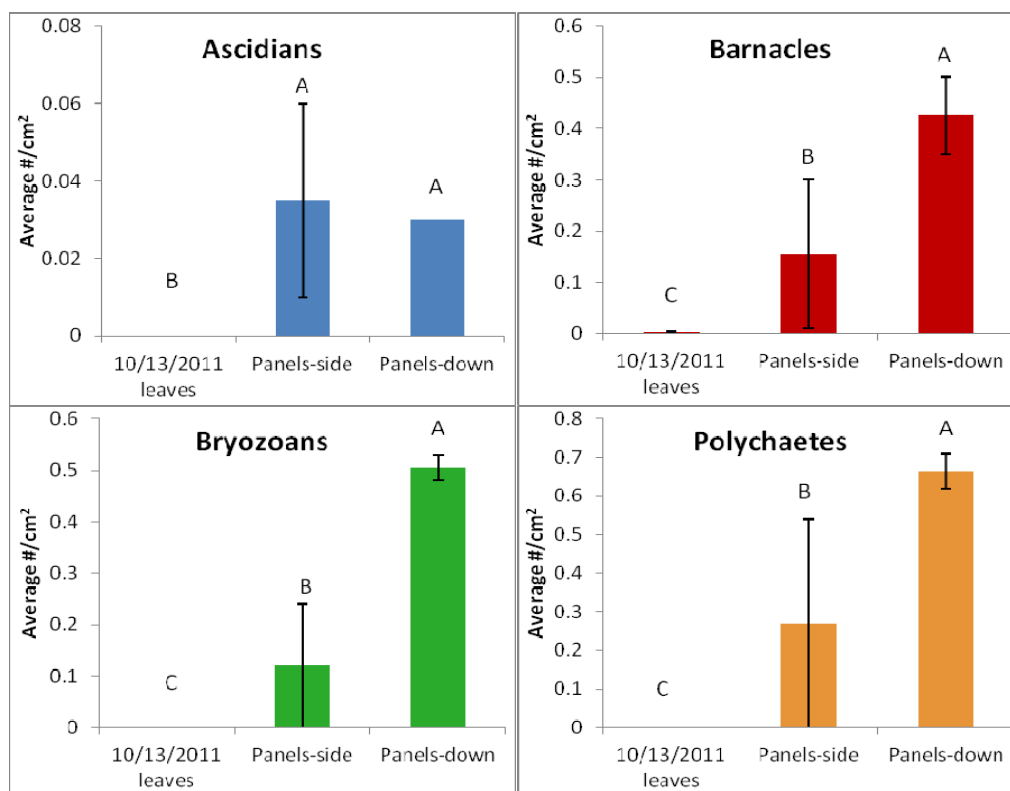 Ascidians
Average #/cm²
0.08
0.06
0.04
0.02
0
B
A
A
10/13/2011
leaves
Panels-side
Panels-down
Barnacles
Average #/cm²
0.6
0.5
0.4
0.3
0.2
0.1
0
C
B
A
10/13/2011
leaves
Panels-side
Panels-down
Bryozoans
Average #/cm²
0.6
0.5
0.4
0.3
0.2
0.1
0
C
B
A
10/13/2011
leaves
Panels-side
Panels-down
Polychaetes
Average #/cm²
0.8
0.7
0.6
0.5
0.4
0.3
0.2
0.1
0
C
B
A
10/13/2011
leaves
Panels-side
Panels-down